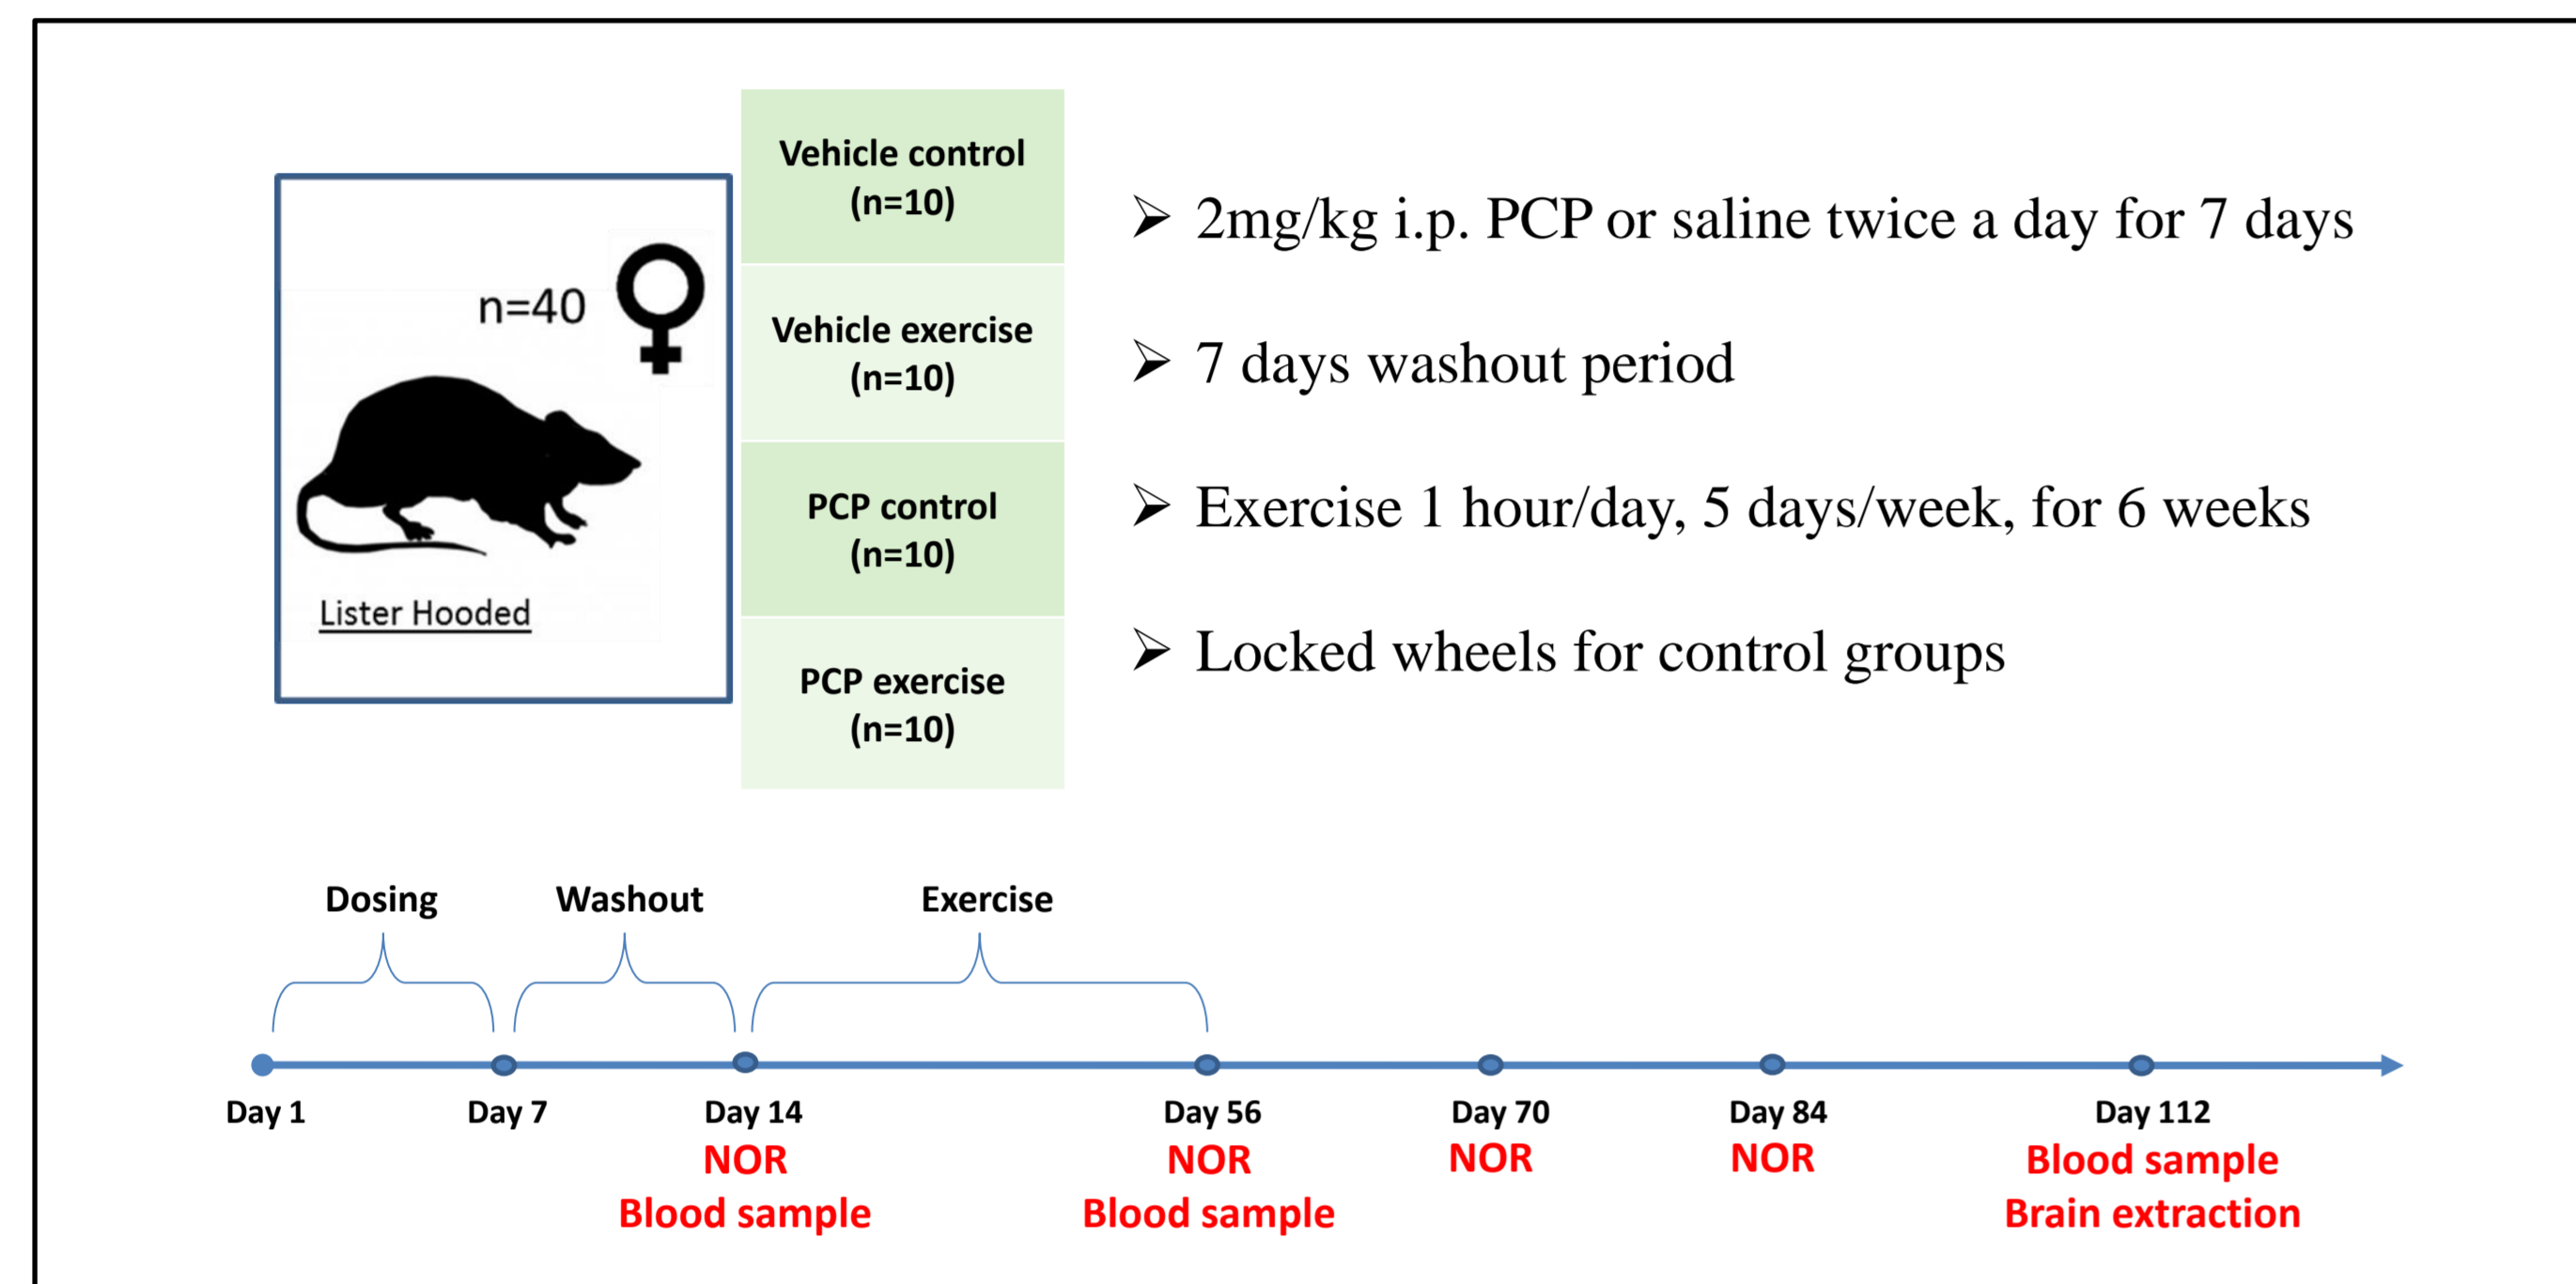 n=40
Lister Hooded
Vehicle control
(n=10)
Vehicle exercise
(n=10)
PCP control
(n=10)
PCP exercise
(n=10)
➢ 2mg/kg i.p. PCP or saline twice a day for 7 days
➢ 7 days washout period
➢ Exercise 1 hour/day, 5 days/week, for 6 weeks
➢ Locked wheels for control groups
Dosing
Washout
Exercise
Day 1
Day 7
Day 14
NOR
Blood sample
Day 56
NOR
Blood sample
Day 70
NOR
Day 84
NOR
Day 112
Blood sample
Brain extraction